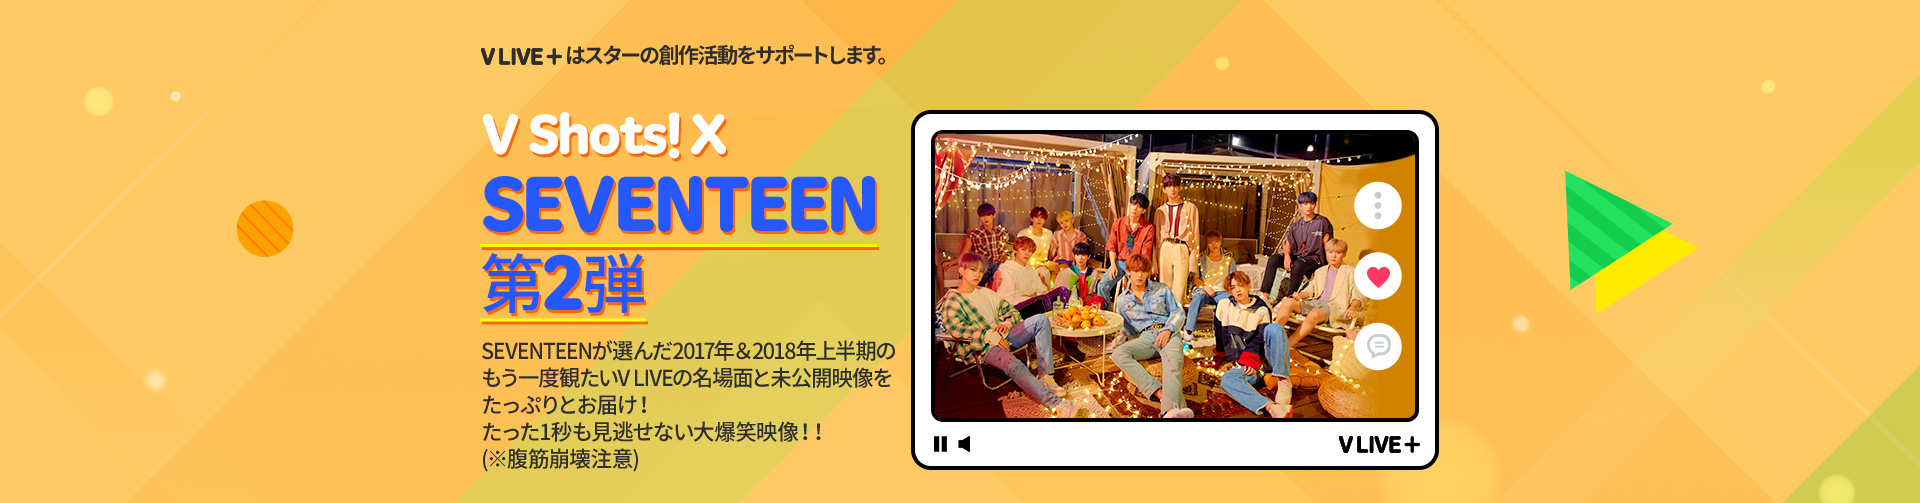 V LIVE+はスターの創作活動をサポートします。
V Shots! X
SEVENTEEN
第2弾
SEVENTEENが選んだ2017年&2018年上半期の
もう一度観たいV LIVEの名場面と未公開映像を
たっぷりとお届け！
たった1秒も見逃せない大爆笑映像！！
(※腹筋崩壊注意)
V LIVE+